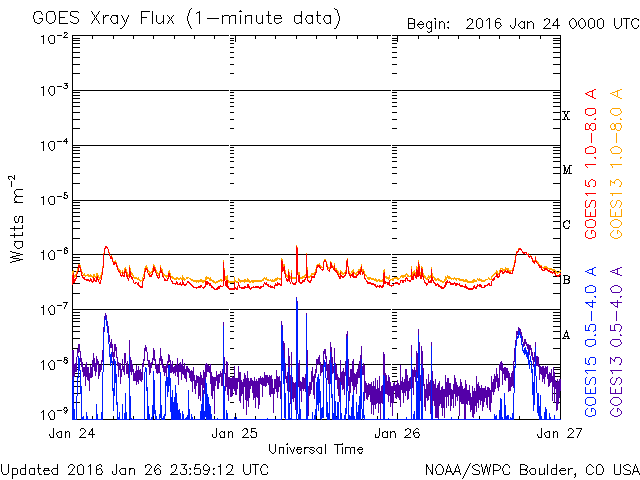 GOES Xray Flux (1-minute data)
Begin: 2016 Jan 24 0000 UTC
10-2
10-3
10-4
10-5
10-6
10-7
10-8
10-9
Watts m-2
X
M
C
B
A
GOES15 1.0-8.0 A
GOES13 1.0-8.0 A
GOES15 0.5-4.0 A
GOES13 0.5-4.0 A
Jan 24
Jan 25
Jan 26
Jan 27
Universal Time
Updated 2016 Jan 26 23:59:12 UTC
NOAA/SWPC Boulder, CO USA